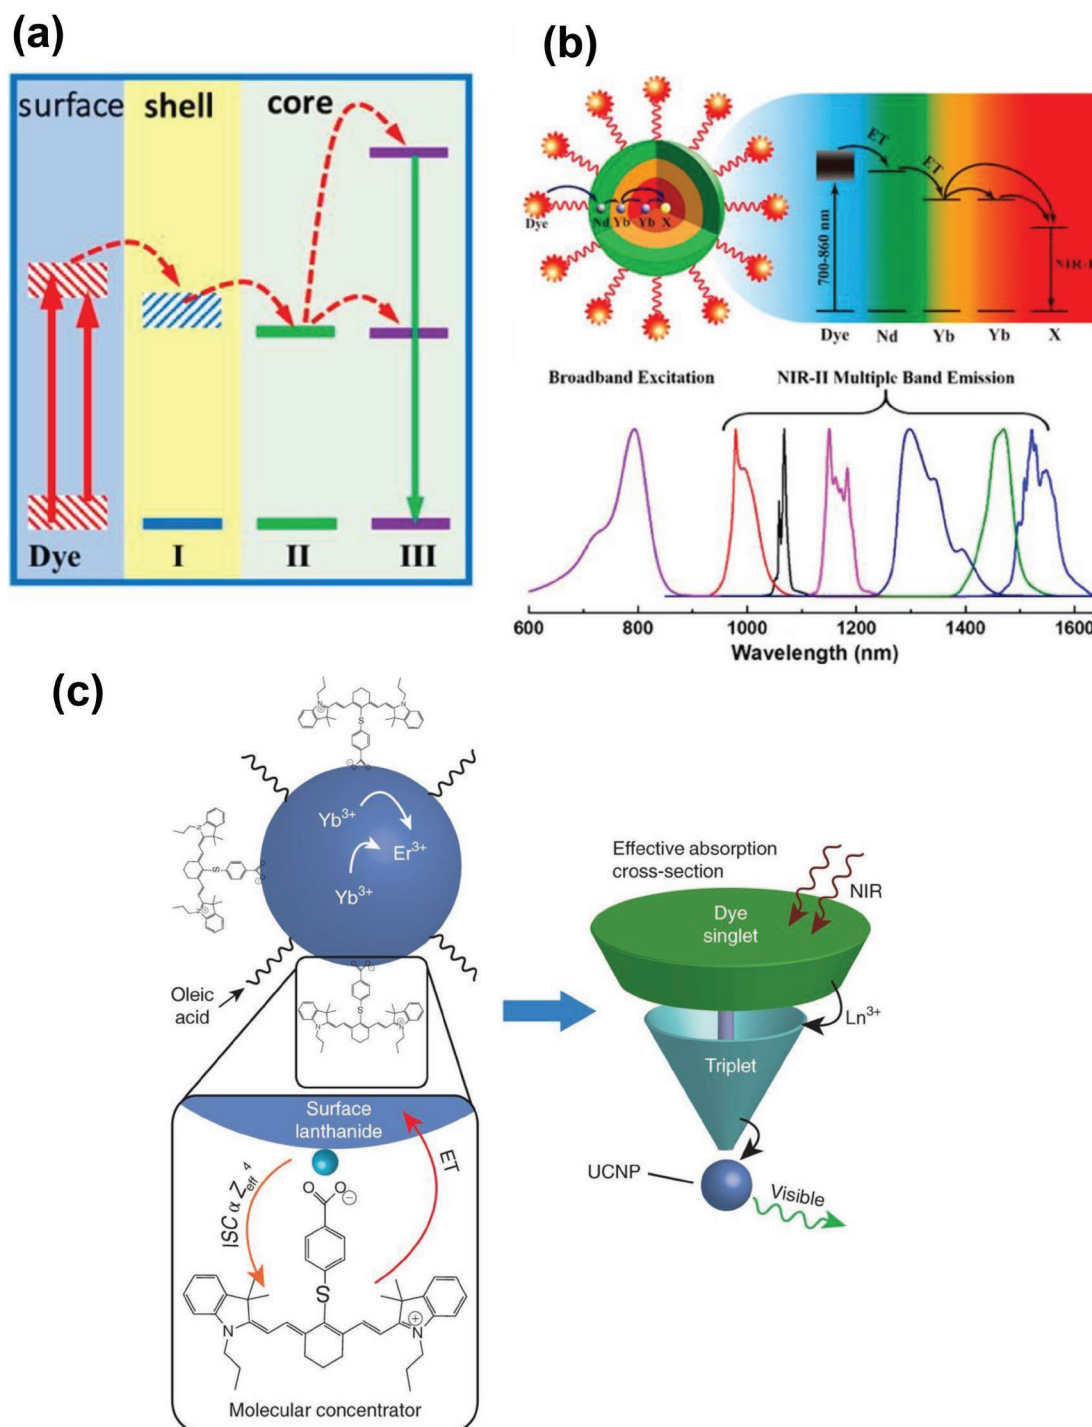 (a)
surface shell core
Dye I II III
(b)
Dye
Nd Yb Yb X
ET
ET
700-860 nm
Dye Nd Yb Yb X
Broadband Excitation NIR-II Multiple Band Emission
600 800 1000 1200 1400 1600
Wavelength (nm)
(c)
N
⊕
N
S
O
O
⊖
Yb³⁺
Er³⁺
Yb³⁺
N
S
O
O
⊖
N
⊕
Oleic
acid
O
O
⊖
S
N
N
⊕
Surface
lanthanide
ISC α Z_eff⁴
ET
O
O
⊖
S
N
N
⊕
Molecular concentrator
Effective absorption
cross-section
NIR
Dye
singlet
Ln³⁺
Triplet
UCNP
Visible